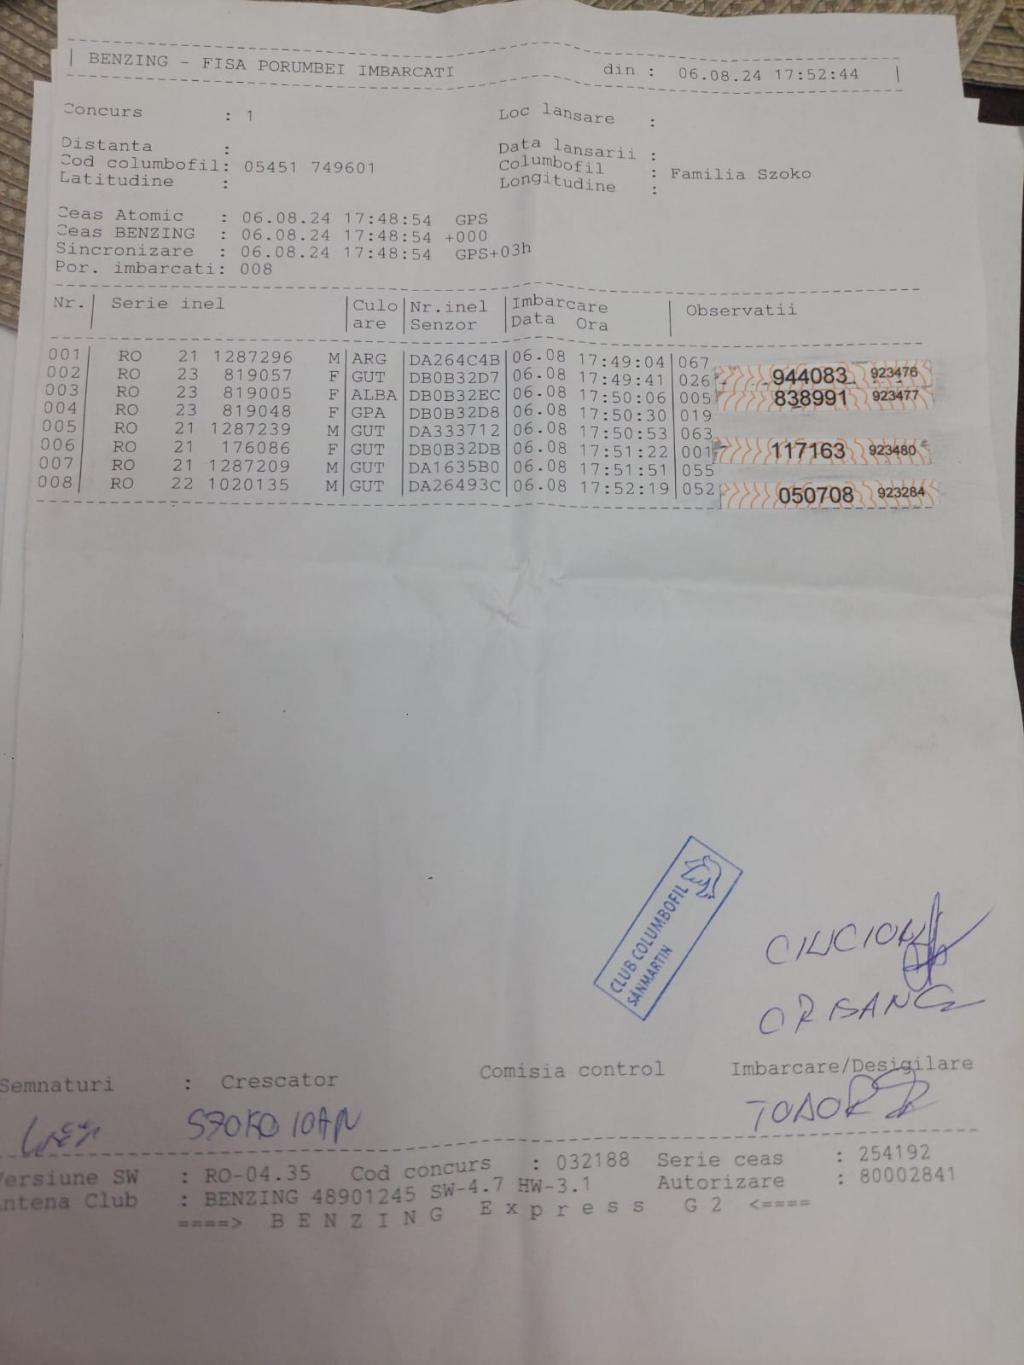 BENZING - FISA PORUMBEI IMBARCATI din : 06.08.24 17:52:44
Concurs : 1 Loc lansare :
Distanta : Data lansarii :
Cod columbofil: 05451 749601 Columbofil : Familia Szoko
Latitudine : Longitudine :
Ceas Atomic : 06.08.24 17:48:54 GPS
Ceas BENZING : 06.08.24 17:48:54 +000
Sincronizare : 06.08.24 17:48:54 GPS+03h
Por. imbarcati: 008
Nr. Serie inel Culo Nr.inel Imbarcare Observatii
are Senzor Data Ora
001 RO 21 1287296 M ARG DA264C4B 06.08 17:49:04 067
002 RO 23 819057 F GUT DB0B32D7 06.08 17:49:41 026 944083 923476
003 RO 23 819005 F ALBA DB0B32EC 06.08 17:50:06 005 838991 923477
004 RO 23 819048 F GPA DB0B32D8 06.08 17:50:30 019
005 RO 21 1287239 M GUT DA333712 06.08 17:50:53 063
006 RO 21 176086 F GUT DB0B32DB 06.08 17:51:22 001 117163 923480
007 RO 21 1287209 M GUT DA1635B0 06.08 17:51:51 055
008 RO 22 1020135 M GUT DA26493C 06.08 17:52:19 052 050708 923284
CLUB COLUMBOFIL
SÂNMARTIN
Semnaturi : Crescator Comisia control Imbarcare/Desigilare
SZOKO IOAN TODOR
Versiune SW : RO-04.35 Cod concurs : 032188 Serie ceas : 254192
Antena Club : BENZING 48901245 SW-4.7 HW-3.1 Autorizare : 80002841
====> B E N Z I N G E x p r e s s G 2 <====